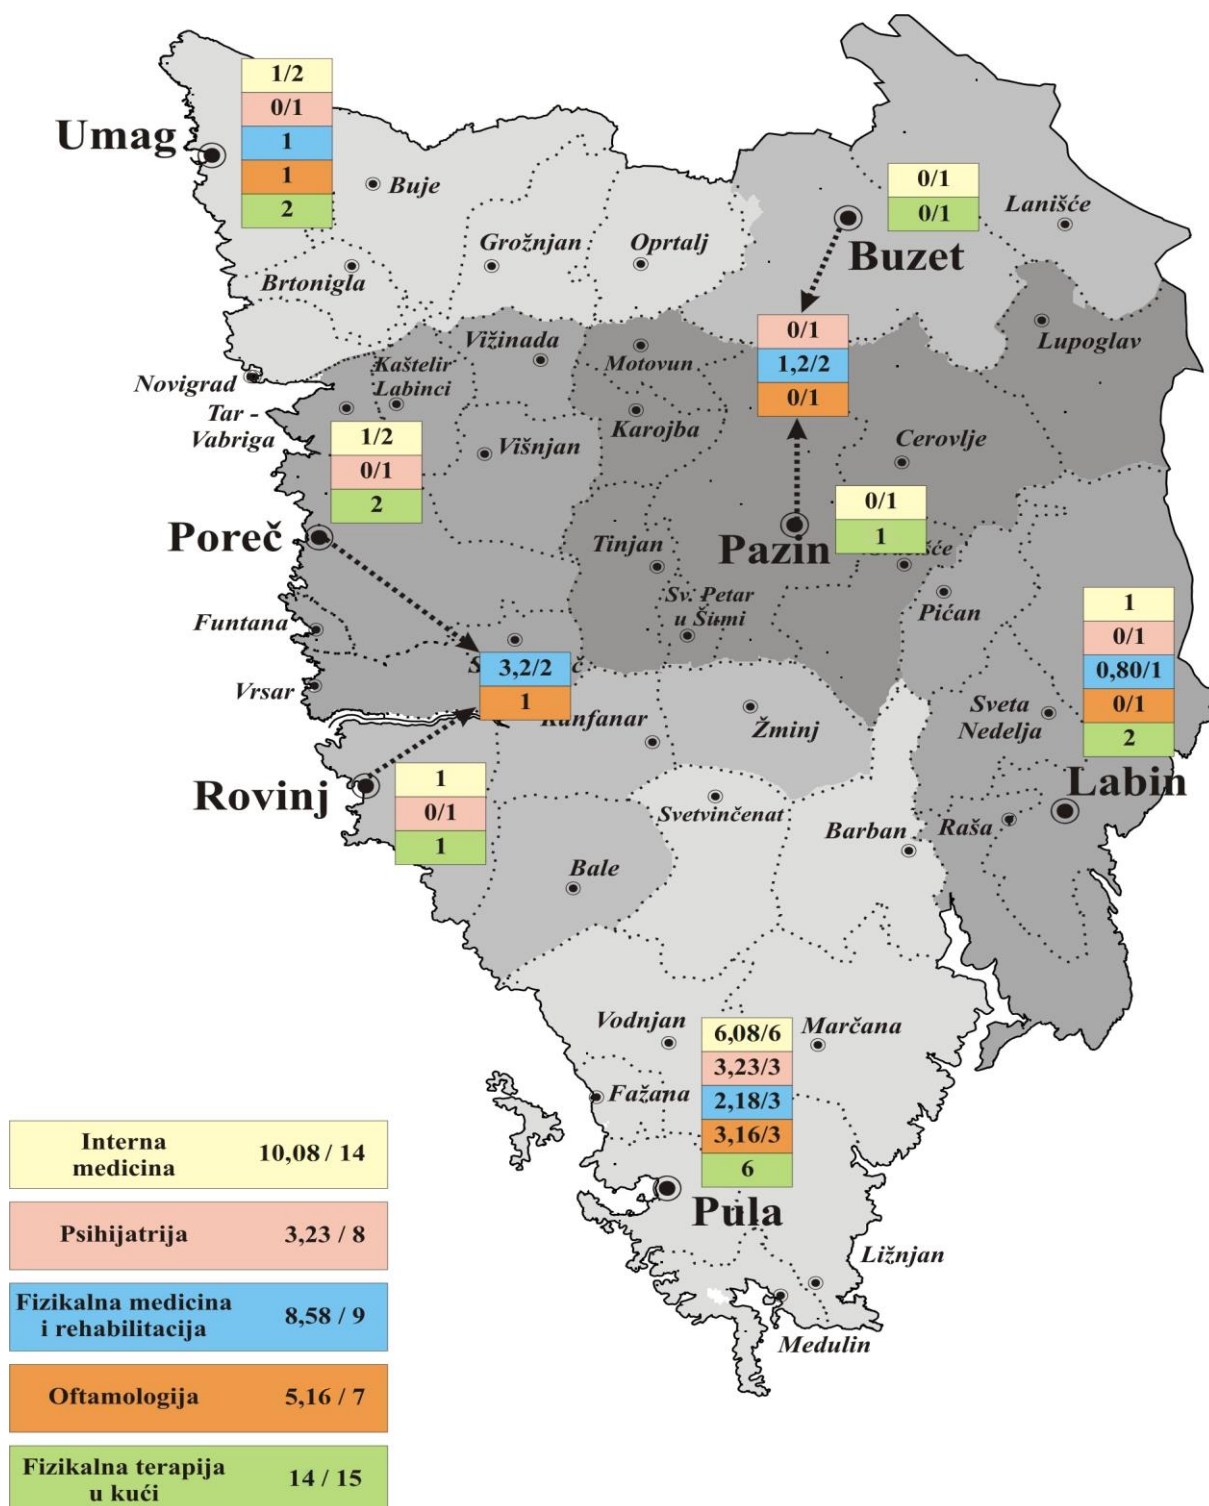 1/2
0/1
1
1
2
Umag
Buje
Grožnjan
Oprtalj
Brtonigla
0/1
0/1
Lanišće
Buzet
0/1
1,2/2
0/1
Lupoglav
Vižinada
Motovun
Kaštelir
Labinci
Novigrad
Tar -
Vabriga
Karojba
Višnjan
Cerovlje
1/2
0/1
2
0/1
1
Poreč
Pazin
Tinjan
Sv. Petar
u Šumi
Pićan
Funtana
Vrsar
3,2/2
1
Kanfanar
Žminj
1
0/1
0,80/1
0/1
2
Sveta
Nedelja
Labin
Rovinj
1
0/1
1
Svetvinčenat
Barban
Raša
Bale
Vodnjan
Marčana
6,08/6
3,23/3
2,18/3
3,16/3
6
Fažana
Pula
Ližnjan
Medulin
Interna
medicina 10,08 / 14
Psihijatrija 3,23 / 8
Fizikalna medicina
i rehabilitacija 8,58 / 9
Oftamologija 5,16 / 7
Fizikalna terapija
u kući 14 / 15